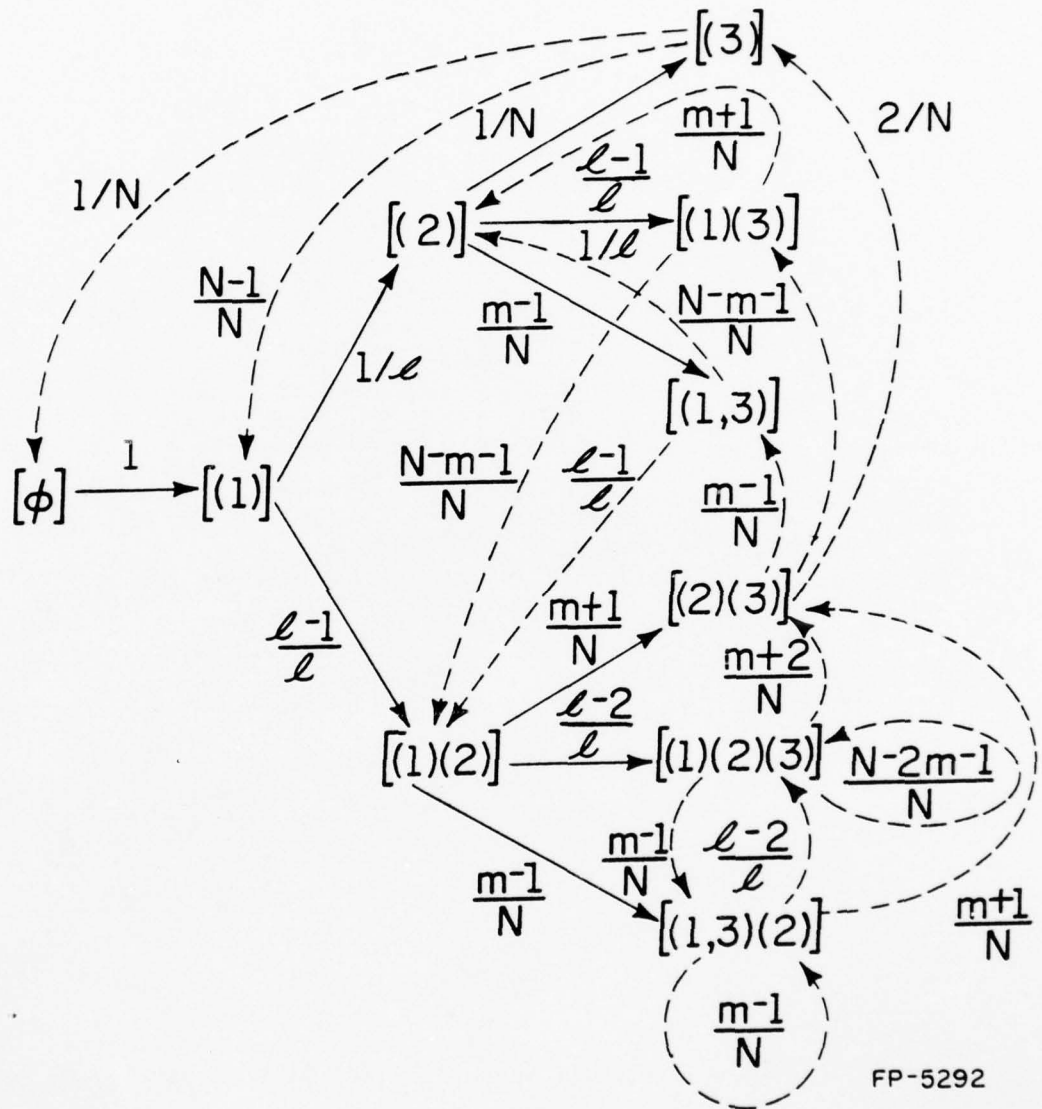 [(3)]
1/N
1/N
m+1/N
2/N
ℓ-1/ℓ
[(2)]
[(1)(3)]
1/ℓ
N-1/N
m-1/N
N-m-1/N
1/ℓ
[(1,3)]
1
N-m-1/N
ℓ-1/ℓ
m-1/N
[φ]
[(1)]
[(2)(3)]
ℓ-1/ℓ
m+1/N
m+2/N
ℓ-2/ℓ
[(1)(2)]
[(1)(2)(3)]
N-2m-1/N
m-1/N
m-1/N
ℓ-2/ℓ
[(1,3)(2)]
m+1/N
m-1/N
FP-5292